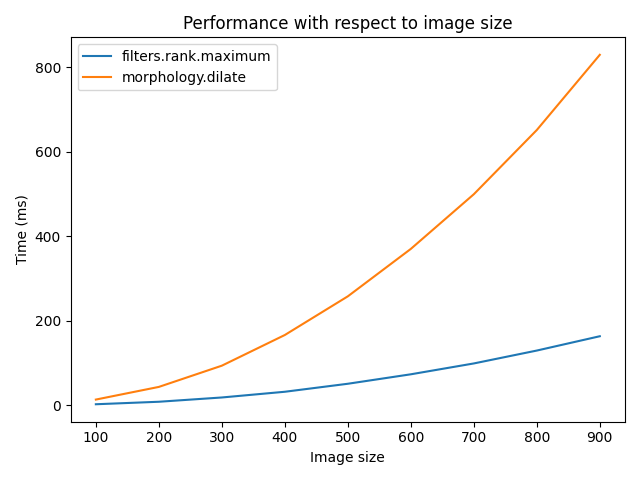 Performance with respect to image size
filters.rank.maximum
morphology.dilate
800
600
400
200
0
Time (ms)
100 200 300 400 500 600 700 800 900
Image size